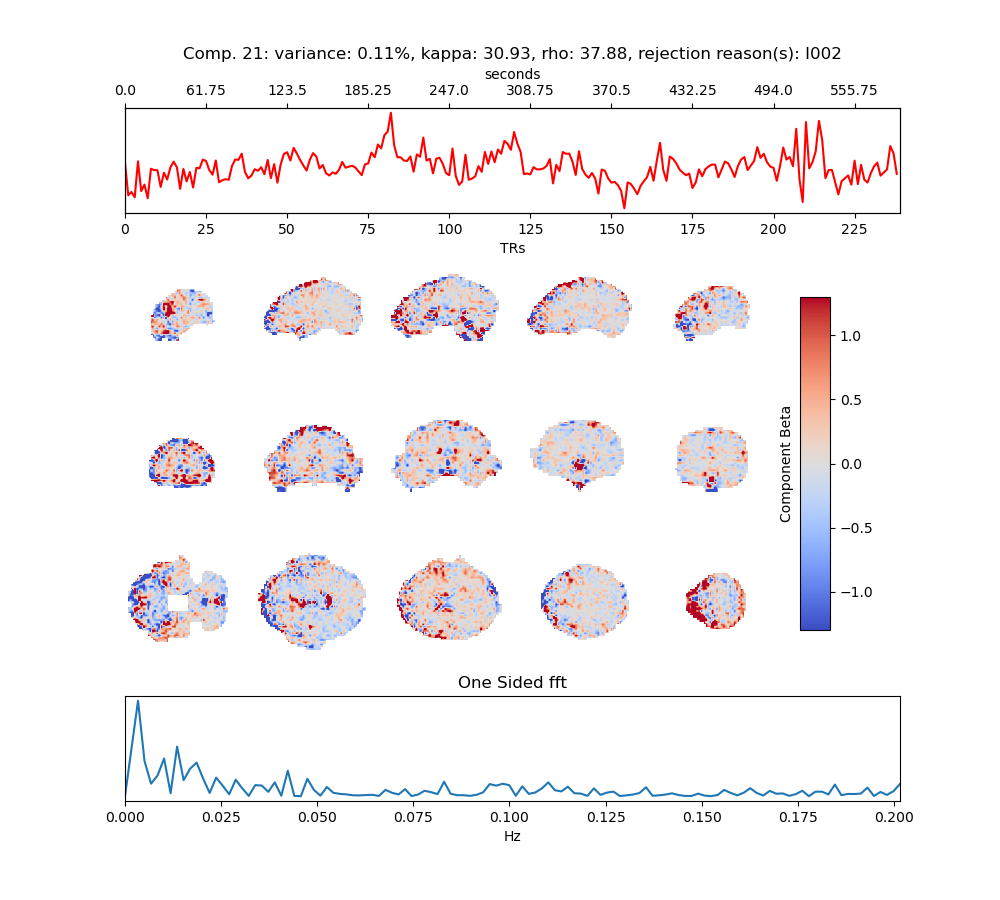 Comp. 21: variance: 0.11%, kappa: 30.93, rho: 37.88, rejection reason(s): I002
seconds
0.0 61.75 123.5 185.25 247.0 308.75 370.5 432.25 494.0 555.75
0 25 50 75 100 125 150 175 200 225
TRs
1.0
0.5
0.0
−0.5
−1.0
Component Beta
One Sided fft
0.000 0.025 0.050 0.075 0.100 0.125 0.150 0.175 0.200
Hz